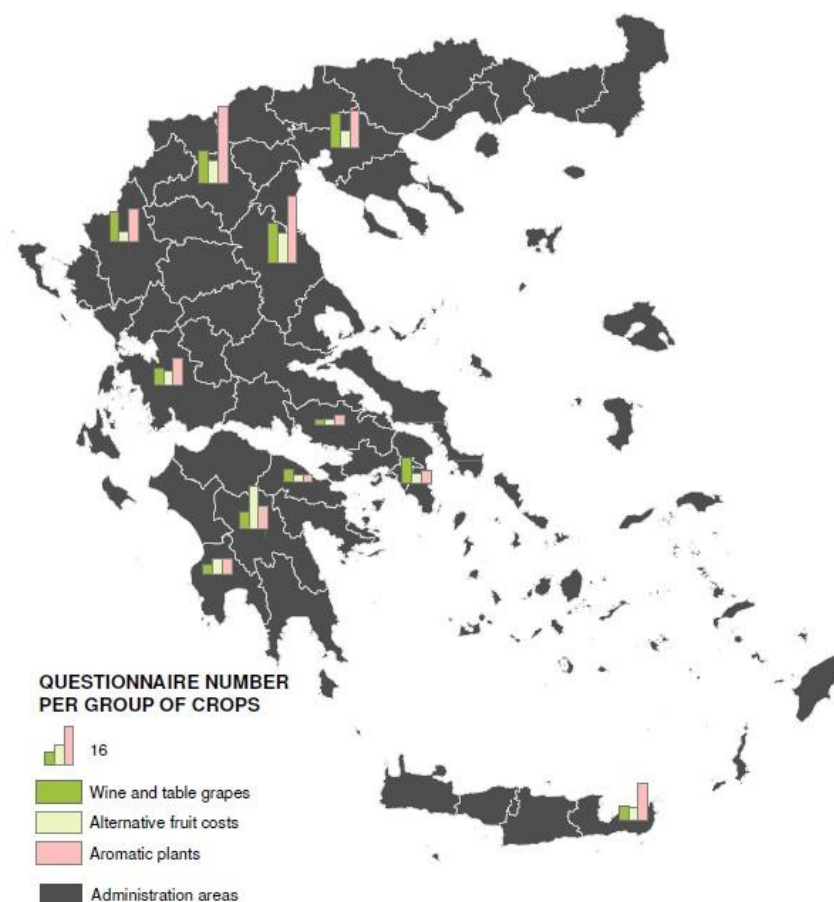 QUESTIONNAIRE NUMBER
PER GROUP OF CROPS
16
Wine and table grapes
Alternative fruit costs
Aromatic plants
Administration areas